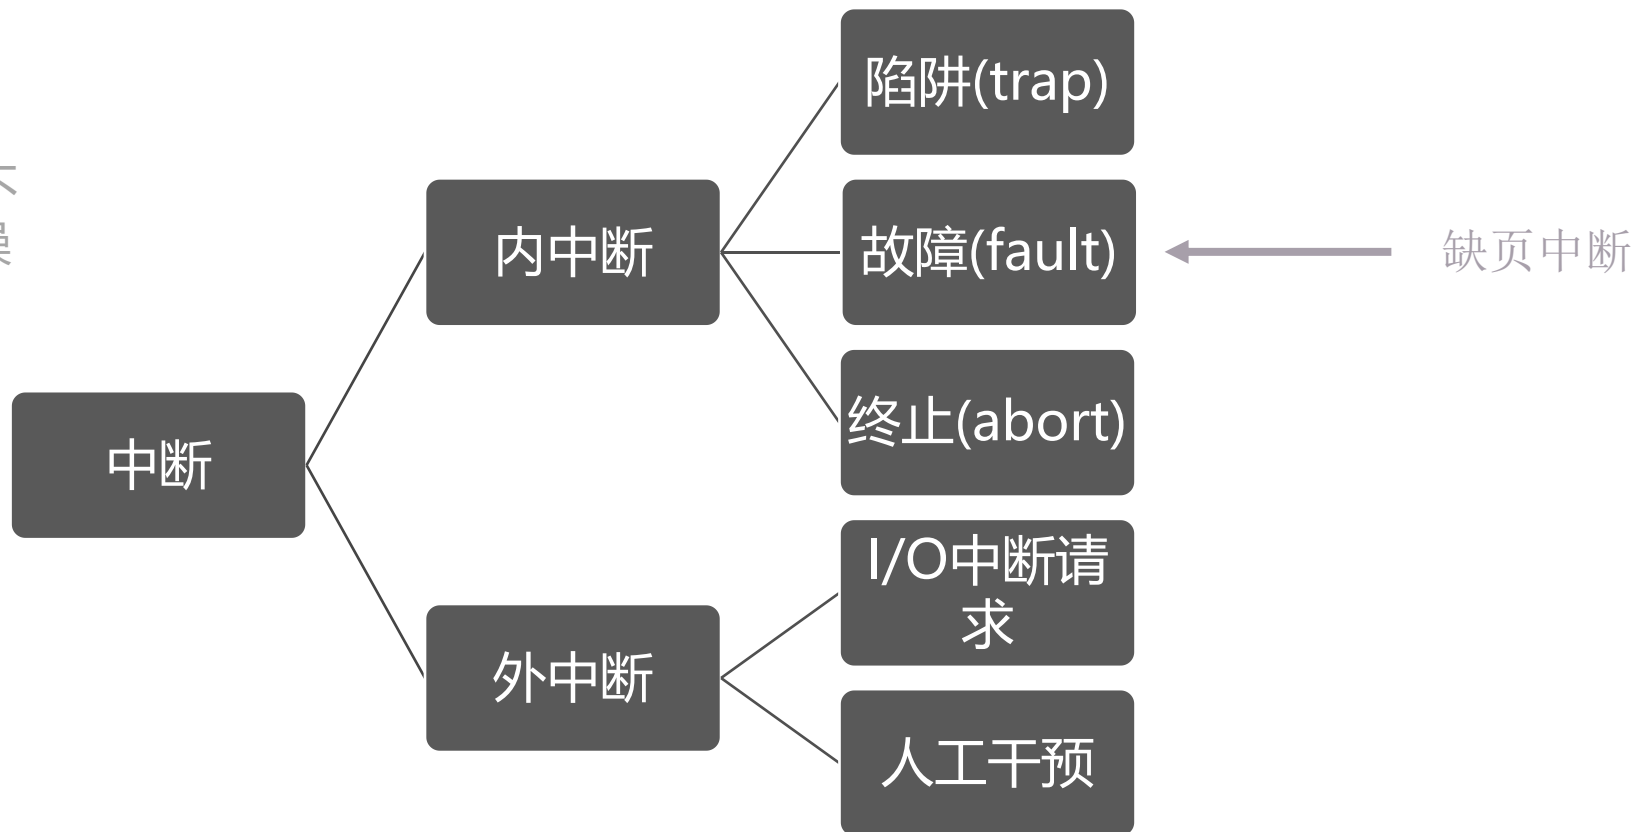 陷阱(trap)
内中断
故障(fault)
缺页中断
终止(abort)
中断
I/O中断请
求
外中断
人工干预